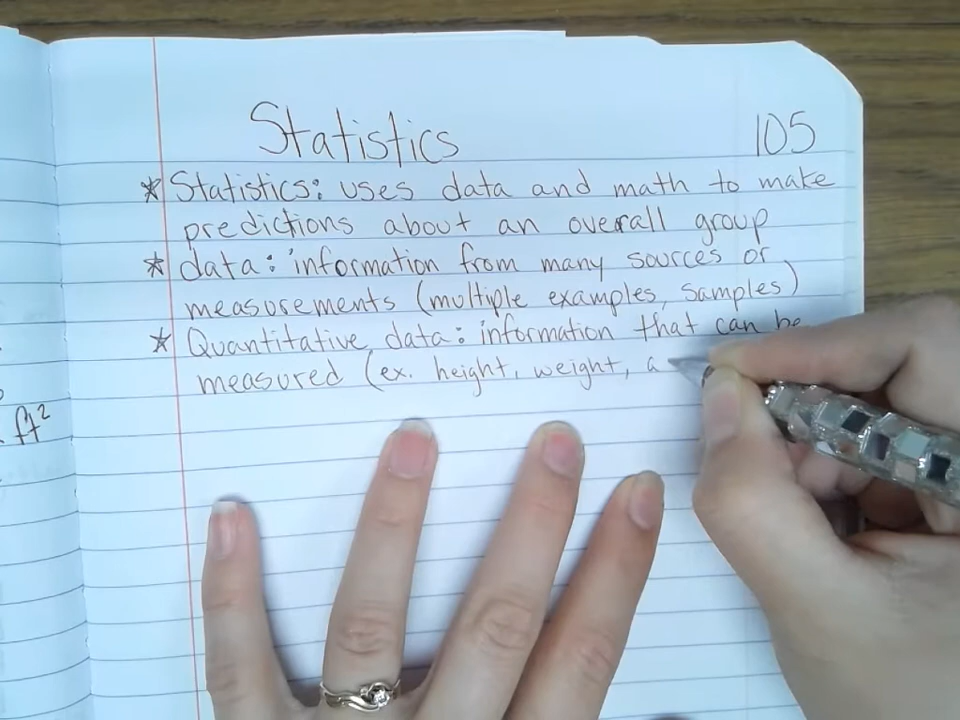 Statistics 105
* Statistics: uses data and math to make
predictions about an overall group
* data: information from many sources or
measurements (multiple examples, samples)
* Quantitative data: information that can be
measured (ex. height, weight, a
ft²